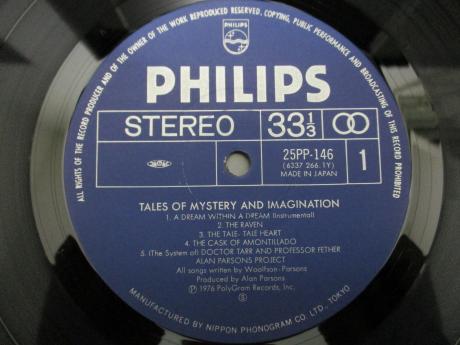 ALL RIGHTS OF THE RECORD PRODUCER AND OF THE OWNER OF THE WORK REPRODUCED RESERVED. COPYING, PUBLIC PERFORMANCE AND BROADCASTING OF THIS RECORD PROHIBITED
PHILIPS
PHILIPS
STEREO 33 1/3
25PP-146
(6337 266.1Y)
MADE IN JAPAN
1
TALES OF MYSTERY AND IMAGINATION
1. A DREAM WITHIN A DREAM (Instrumental)
2. THE RAVEN
3. THE TALE- TALE HEART
4. THE CASK OF AMONTILLADO
5. (The System of) DOCTOR TARR AND PROFESSOR FETHER
ALAN PARSONS PROJECT
All songs written by Woolfson-Parsons
Produced by Alan Parsons
Ⓟ 1976 PolyGram Records, Inc.
Ⓢ
MANUFACTURED BY NIPPON PHONOGRAM CO. LTD., TOKYO